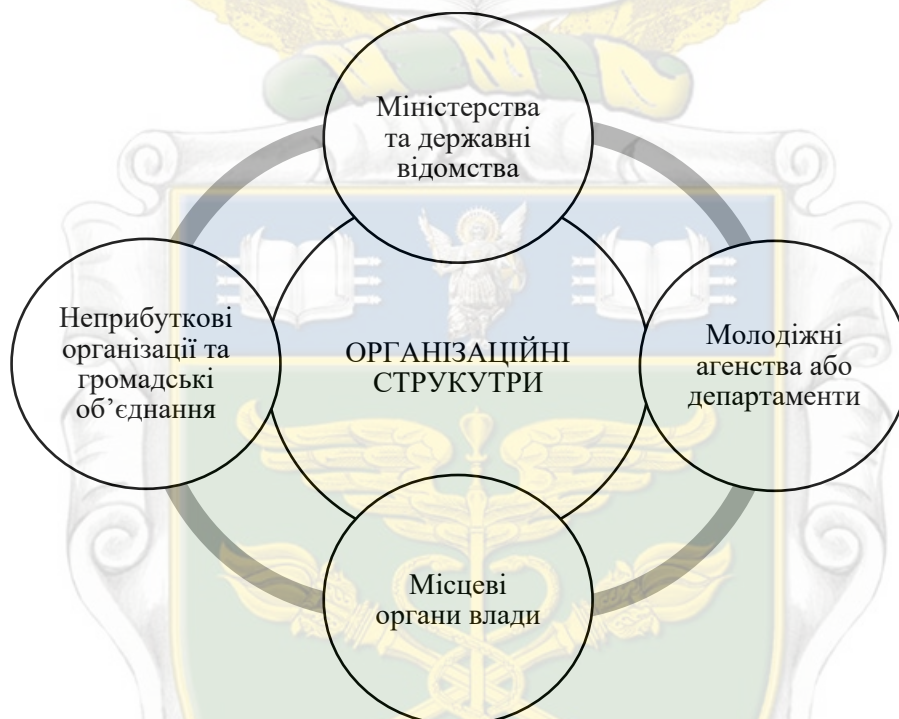 Міністерства
та державні
відомства
Неприбуткові
організації та
громадські
об’єднання
ОРГАНІЗАЦІЙНІ
СТРУКУТРИ
Молодіжні
агенства або
департаменти
Місцеві
органи влади